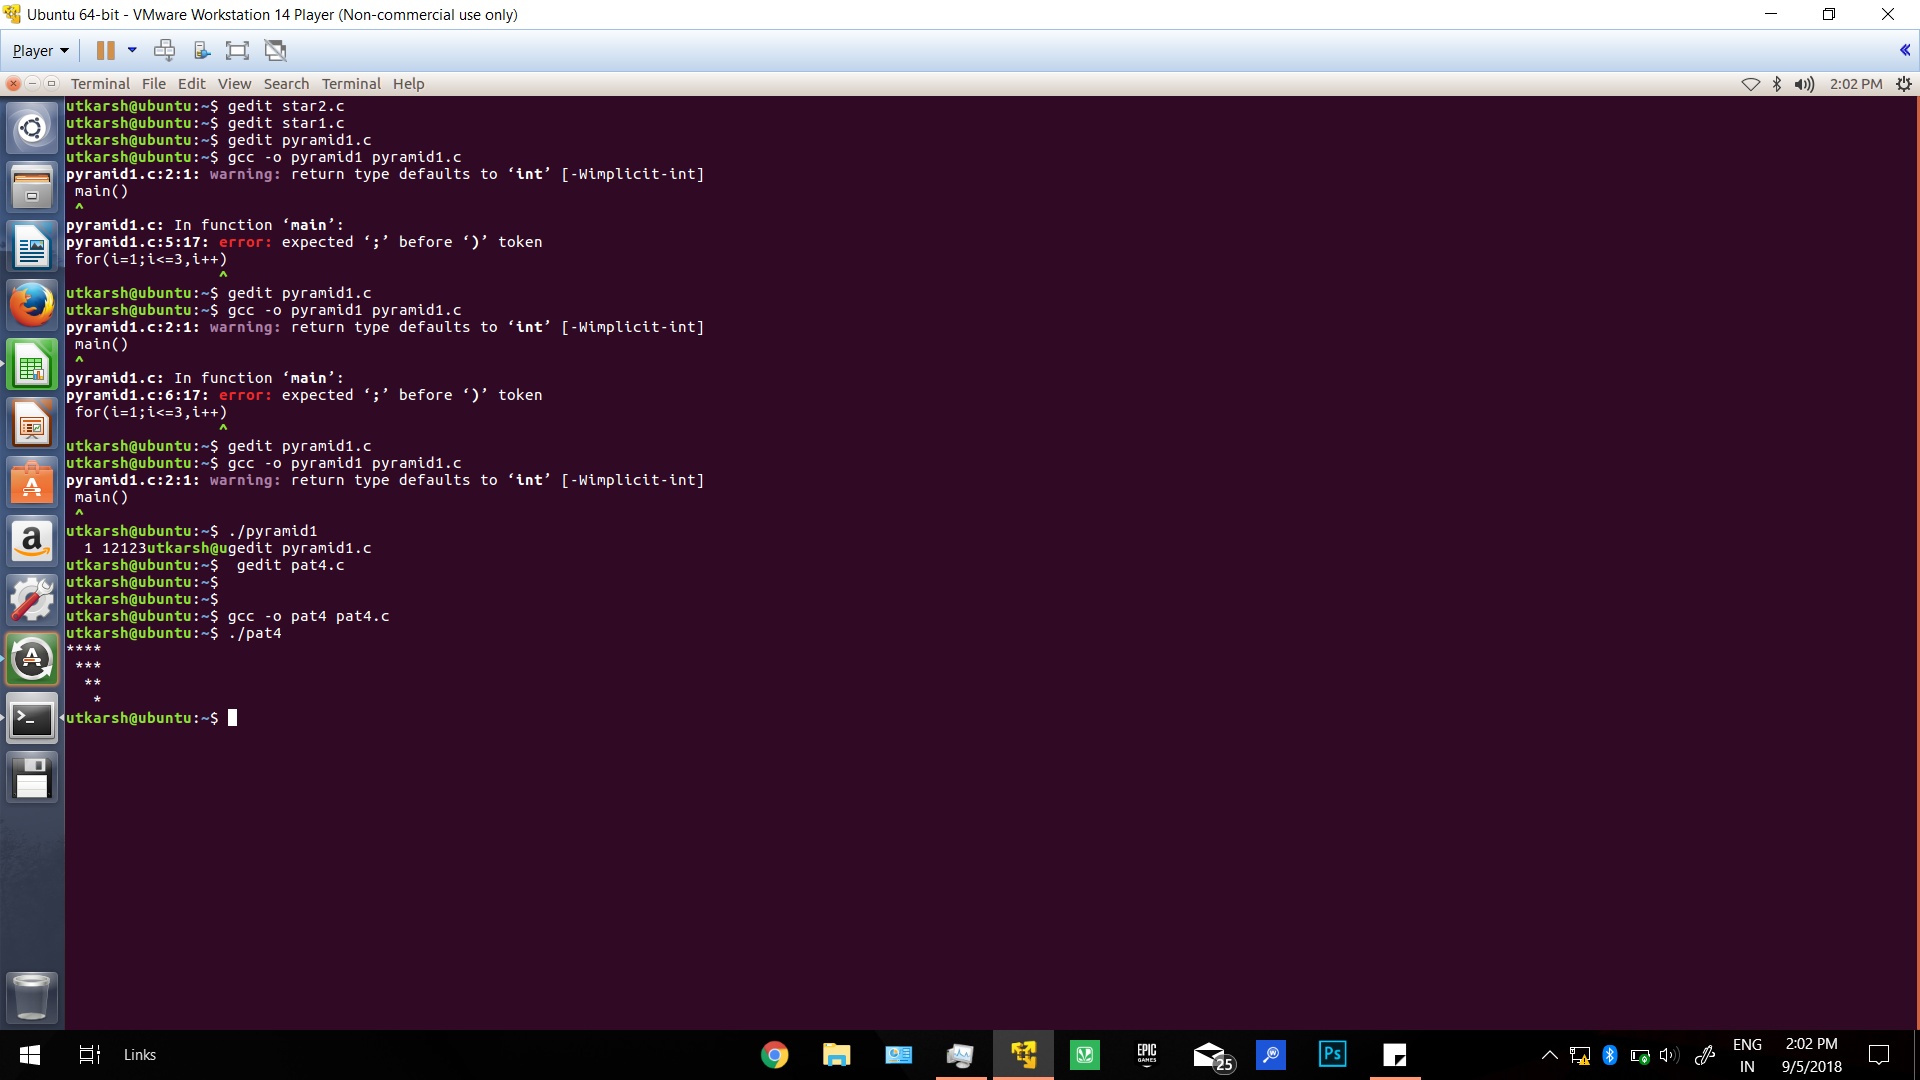 Ubuntu 64-bit - VMware Workstation 14 Player (Non-commercial use only)
Player
Terminal File Edit View Search Terminal Help 2:02 PM
utkarsh@ubuntu:~$ gedit star2.c
utkarsh@ubuntu:~$ gedit star1.c
utkarsh@ubuntu:~$ gedit pyramid1.c
utkarsh@ubuntu:~$ gcc -o pyramid1 pyramid1.c
pyramid1.c:2:1: warning: return type defaults to ‘int’ [-Wimplicit-int]
 main()
 ^
pyramid1.c: In function ‘main’:
pyramid1.c:5:17: error: expected ‘;’ before ‘)’ token
 for(i=1;i<=3,i++)
                 ^
utkarsh@ubuntu:~$ gedit pyramid1.c
utkarsh@ubuntu:~$ gcc -o pyramid1 pyramid1.c
pyramid1.c:2:1: warning: return type defaults to ‘int’ [-Wimplicit-int]
 main()
 ^
pyramid1.c: In function ‘main’:
pyramid1.c:6:17: error: expected ‘;’ before ‘)’ token
 for(i=1;i<=3,i++)
                 ^
utkarsh@ubuntu:~$ gedit pyramid1.c
utkarsh@ubuntu:~$ gcc -o pyramid1 pyramid1.c
pyramid1.c:2:1: warning: return type defaults to ‘int’ [-Wimplicit-int]
 main()
 ^
utkarsh@ubuntu:~$ ./pyramid1
  1 12123utkarsh@ugedit pyramid1.c
utkarsh@ubuntu:~$  gedit pat4.c
utkarsh@ubuntu:~$
utkarsh@ubuntu:~$
utkarsh@ubuntu:~$ gcc -o pat4 pat4.c
utkarsh@ubuntu:~$ ./pat4
****
 ***
  **
   *
utkarsh@ubuntu:~$
Links
EPIC GAMES
25
Ps
ENG
IN
2:02 PM
9/5/2018